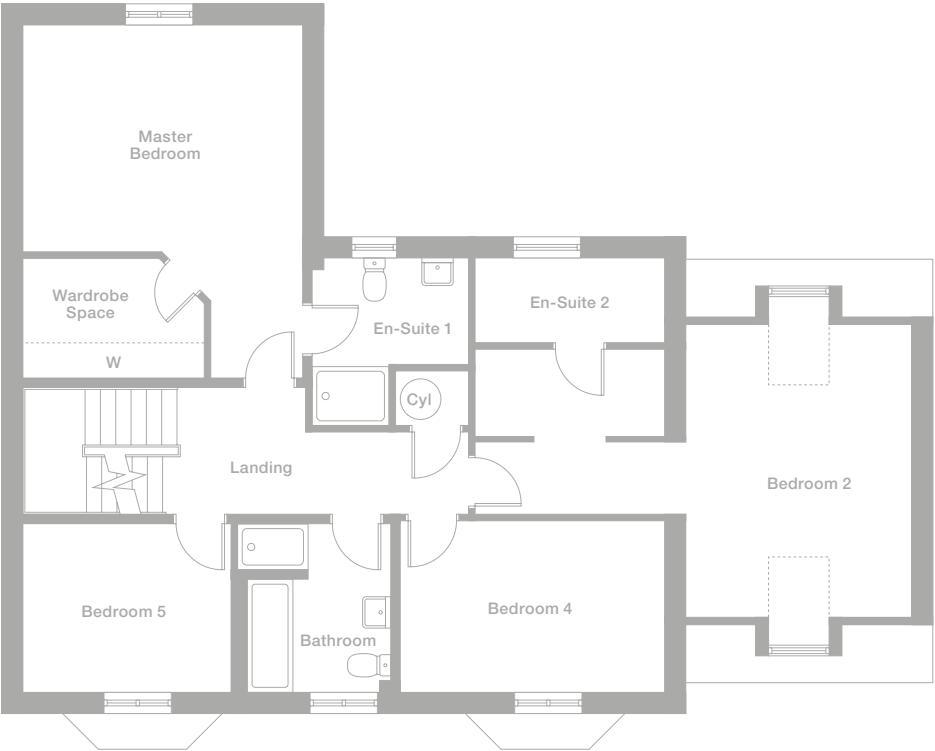 Master
Bedroom
Wardrobe
Space
W
En-Suite 1
En-Suite 2
Cyl
Landing
Bedroom 2
Bedroom 5
Bathroom
Bedroom 4